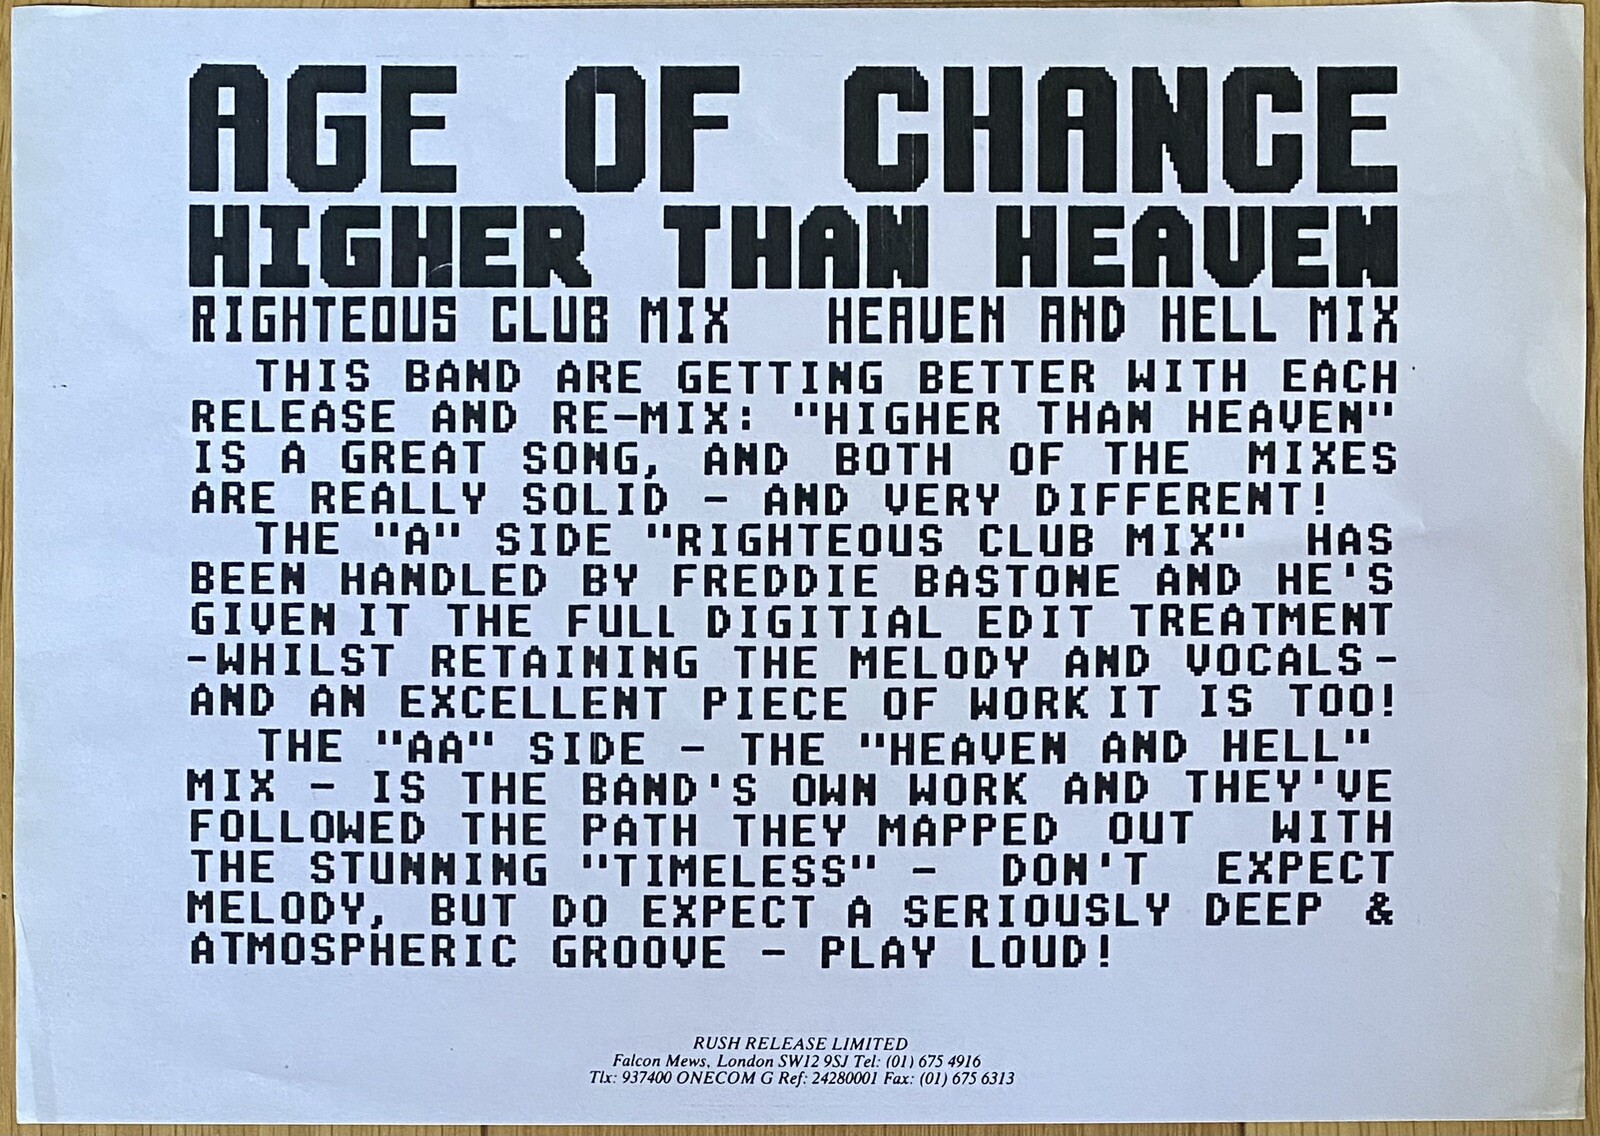 AGE OF CHANCE
HIGHER THAN HEAVEN
RIGHTEOUS CLUB MIX HEAVEN AND HELL MIX
THIS BAND ARE GETTING BETTER WITH EACH
RELEASE AND RE-MIX: "HIGHER THAN HEAVEN"
IS A GREAT SONG, AND BOTH OF THE MIXES
ARE REALLY SOLID - AND VERY DIFFERENT!
THE "A" SIDE "RIGHTEOUS CLUB MIX" HAS
BEEN HANDLED BY FREDDIE BASTONE AND HE'S
GIVEN IT THE FULL DIGITIAL EDIT TREATMENT
-WHILST RETAINING THE MELODY AND VOCALS-
AND AN EXCELLENT PIECE OF WORK IT IS TOO!
THE "AA" SIDE - THE "HEAVEN AND HELL"
MIX - IS THE BAND'S OWN WORK AND THEY'VE
FOLLOWED THE PATH THEY MAPPED OUT WITH
THE STUNNING "TIMELESS" - DON'T EXPECT
MELODY, BUT DO EXPECT A SERIOUSLY DEEP &
ATMOSPHERIC GROOVE - PLAY LOUD!
RUSH RELEASE LIMITED
Falcon Mews, London SW12 9SJ Tel: (01) 675 4916
Tlx: 937400 ONECOM G Ref: 24280001 Fax: (01) 675 6313